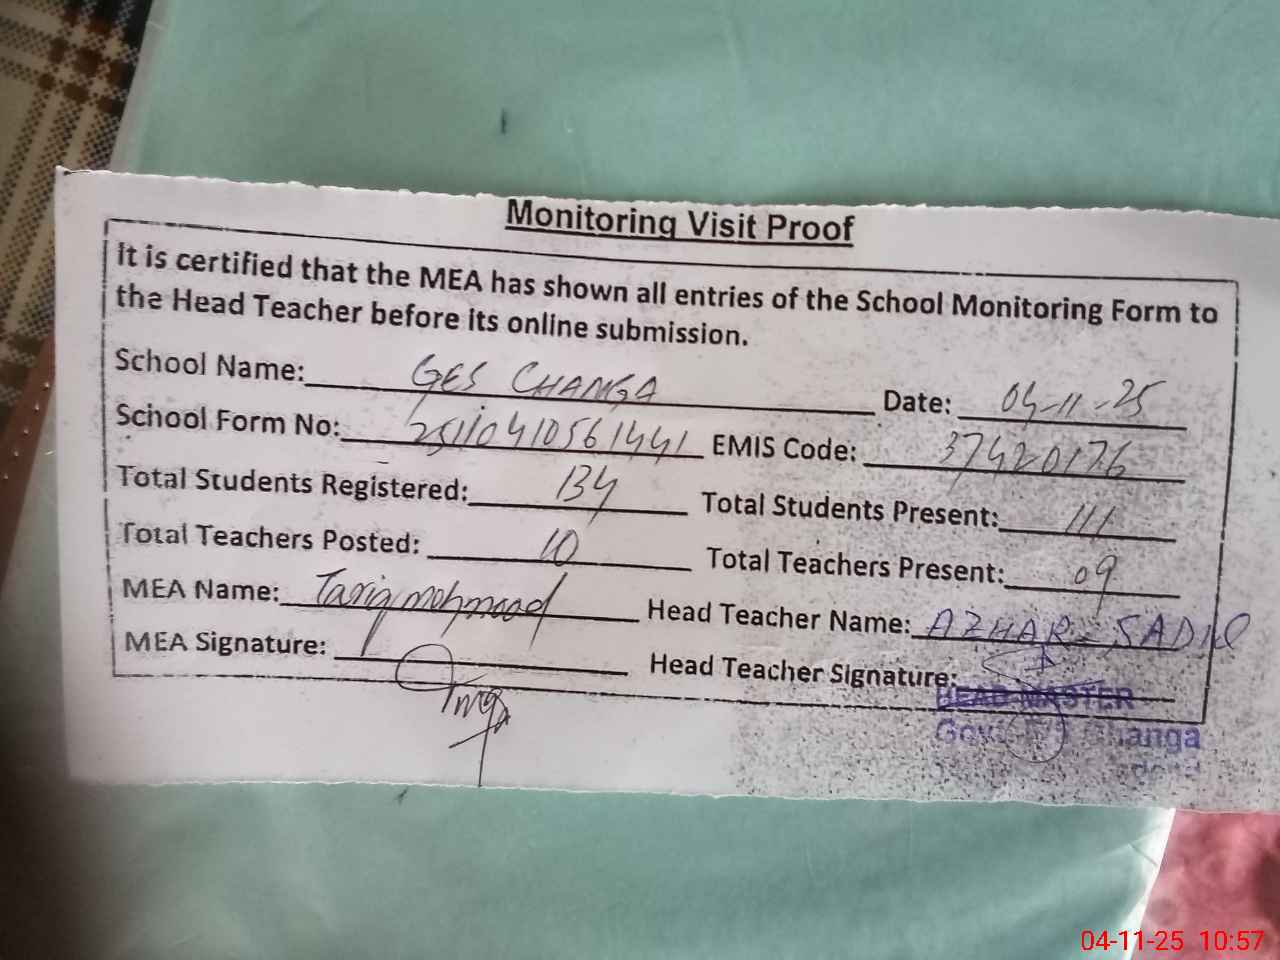 Monitoring Visit Proof
It is certified that the MEA has shown all entries of the School Monitoring Form to
the Head Teacher before its online submission.
School Name: GES CHANGA Date: 04-11-25
School Form No: 25110410561441 EMIS Code: 37420176
Total Students Registered: 134 Total Students Present: 111
Total Teachers Posted: 10 Total Teachers Present: 09
MEA Name: Tariq mohmood Head Teacher Name: AZHAR SADIQ
MEA Signature: Head Teacher Signature:
HEAD MASTER
Govt Changa
04-11-25 10:57